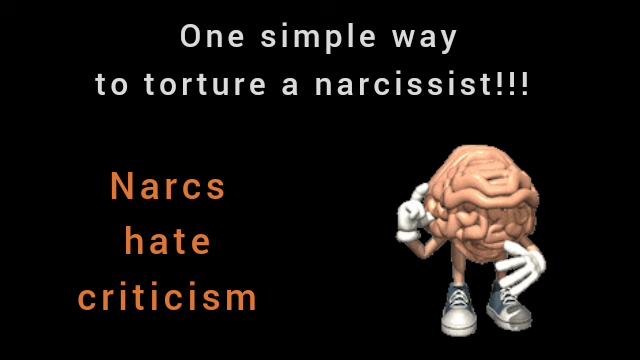 One simple way
to torture a narcissist!!!
Narcs
hate
criticism